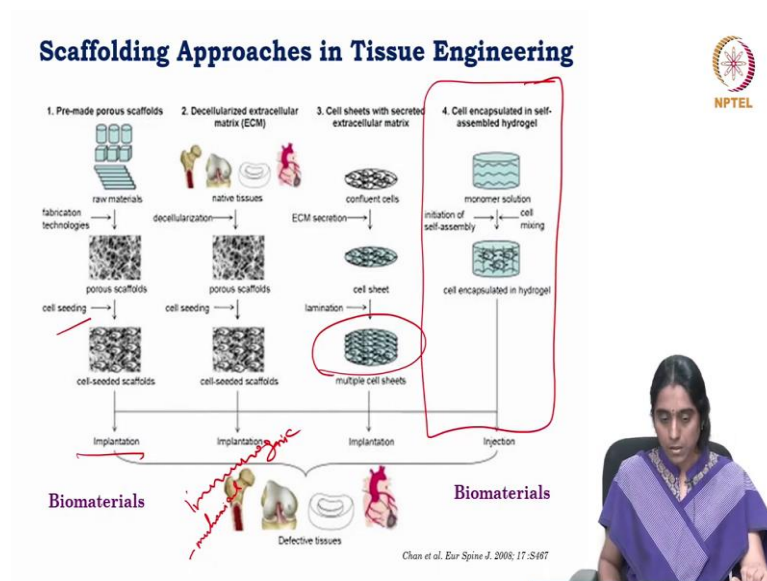 Scaffolding Approaches in Tissue Engineering
NPTEL
1. Pre-made porous scaffolds
raw materials
fabrication
technologies
porous scaffolds
cell seeding
cell-seeded scaffolds
Implantation
2. Decellularized extracellular
matrix (ECM)
native tissues
decellularization
porous scaffolds
cell seeding
cell-seeded scaffolds
Implantation
3. Cell sheets with secreted
extracellular matrix
confluent cells
ECM secretion
cell sheet
lamination
multiple cell sheets
Implantation
4. Cell encapsulated in self-
assembled hydrogel
monomer solution
initiation of
self-assembly
cell
mixing
cell encapsulated in hydrogel
Injection
Biomaterials
Biomaterials
Defective tissues
Chan et al. Eur Spine J. 2008; 17 :S467